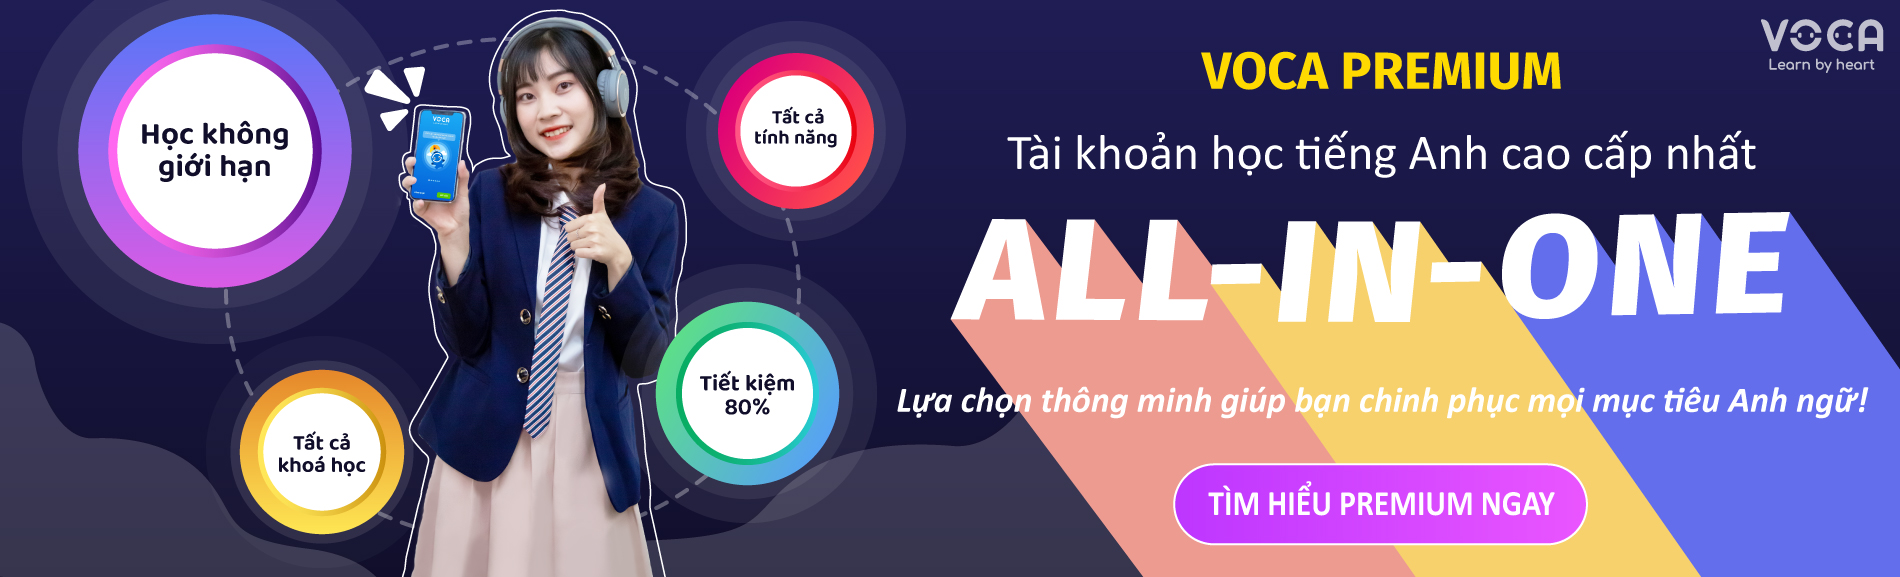 Học không
giới hạn
Tất cả
tính năng
Tất cả
khoá học
Tiết kiệm
80%
VOCA
VOCA
Learn by heart
VOCA PREMIUM
Tài khoản học tiếng Anh cao cấp nhất
ALL-IN-ONE
Lựa chọn thông minh giúp bạn chinh phục mọi mục tiêu Anh ngữ!
TÌM HIỂU PREMIUM NGAY